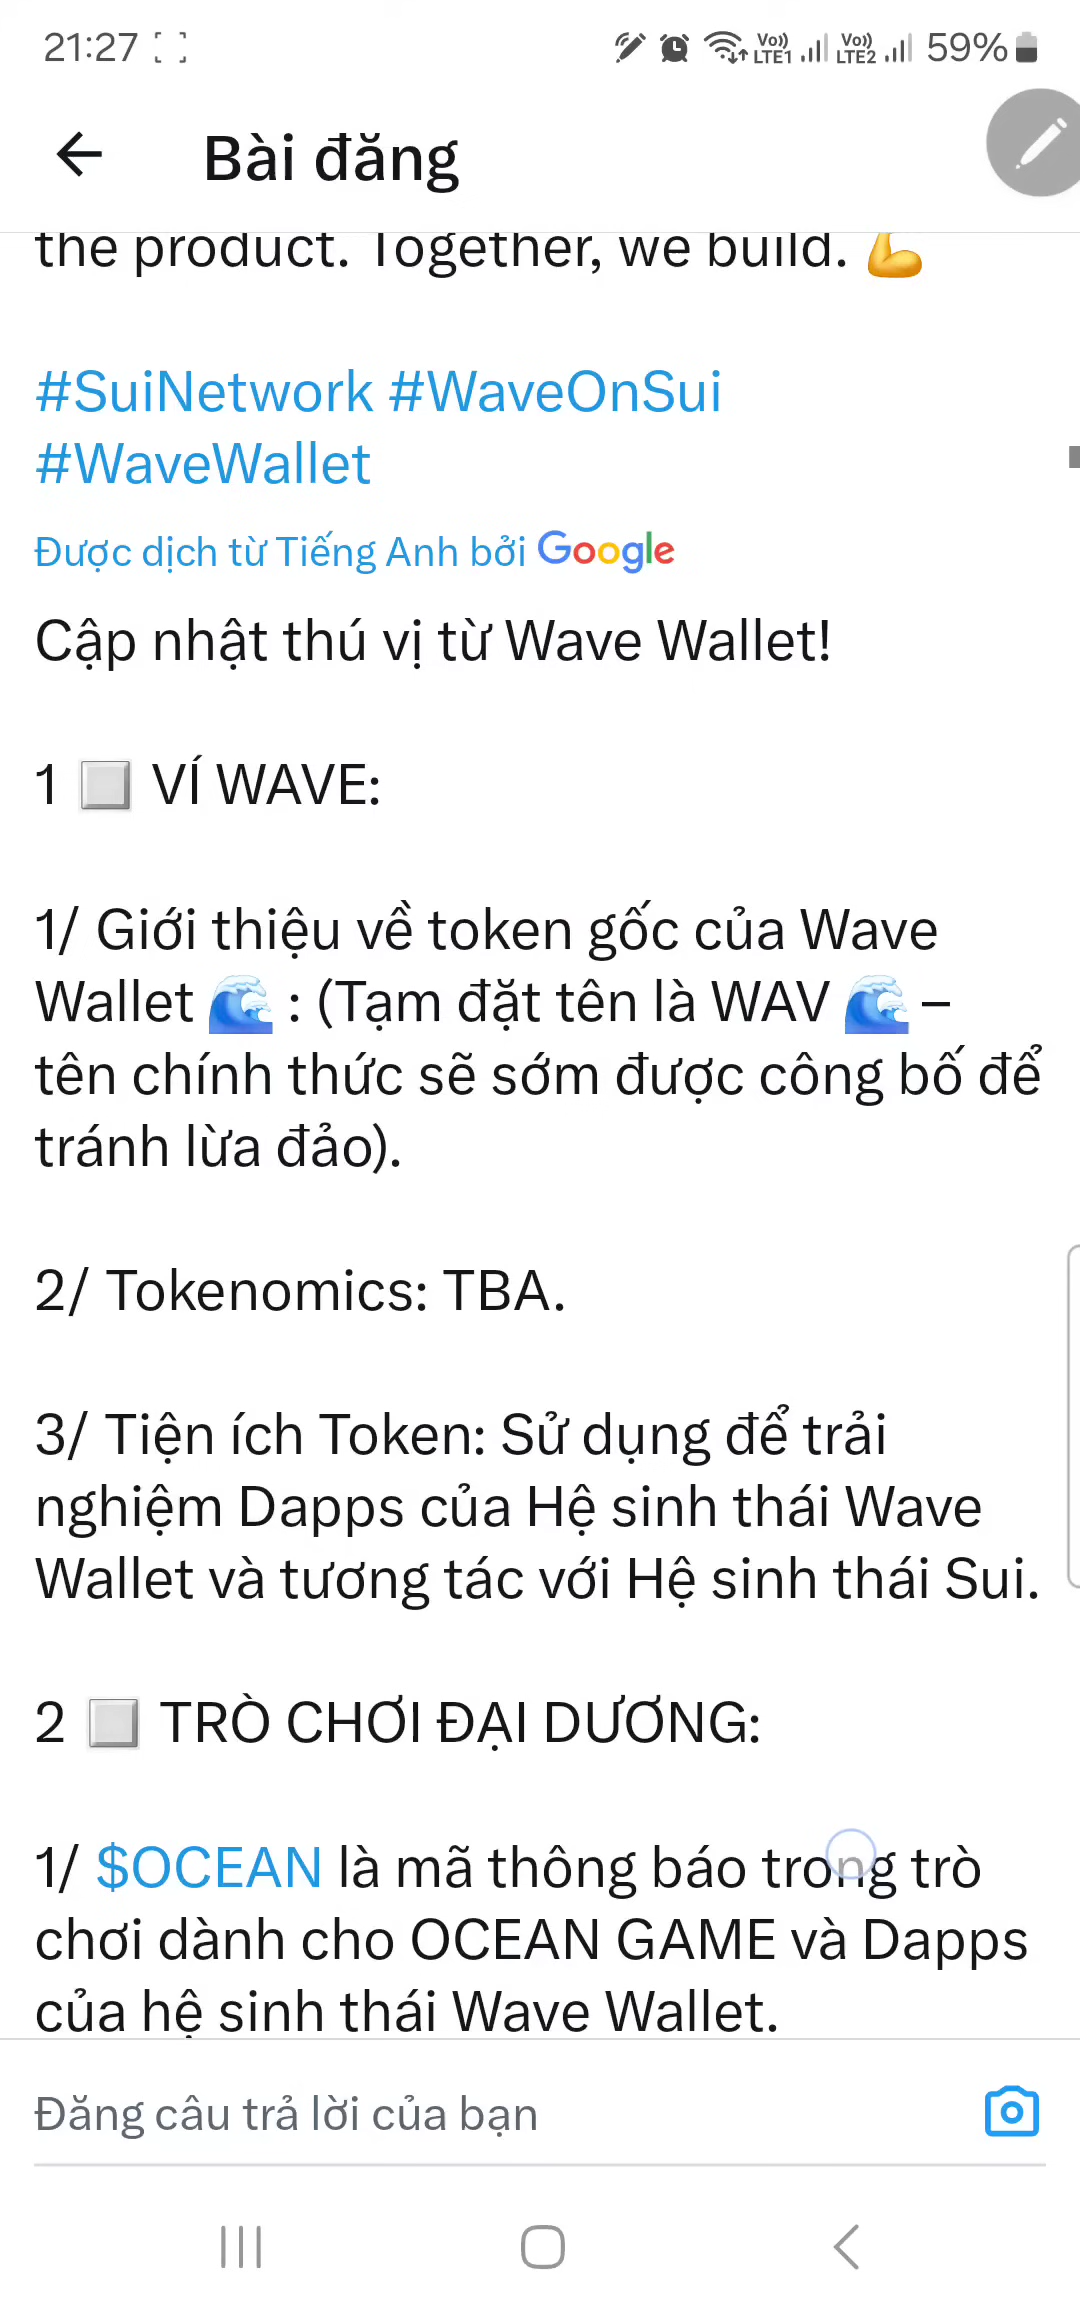 21:27 Vo)) LTE1 Vo)) LTE2 59%
Bài đăng
the product. Together, we build. 💪
#SuiNetwork #WaveOnSui
#WaveWallet
Được dịch từ Tiếng Anh bởi Google
Cập nhật thú vị từ Wave Wallet!
1 ⬜ VÍ WAVE:
1/ Giới thiệu về token gốc của Wave
Wallet 🌊 : (Tạm đặt tên là WAV 🌊 –
tên chính thức sẽ sớm được công bố để
tránh lừa đảo).
2/ Tokenomics: TBA.
3/ Tiện ích Token: Sử dụng để trải
nghiệm Dapps của Hệ sinh thái Wave
Wallet và tương tác với Hệ sinh thái Sui.
2 ⬜ TRÒ CHƠI ĐẠI DƯƠNG:
1/ $OCEAN là mã thông báo trong trò
chơi dành cho OCEAN GAME và Dapps
của hệ sinh thái Wave Wallet.
Đăng câu trả lời của bạn